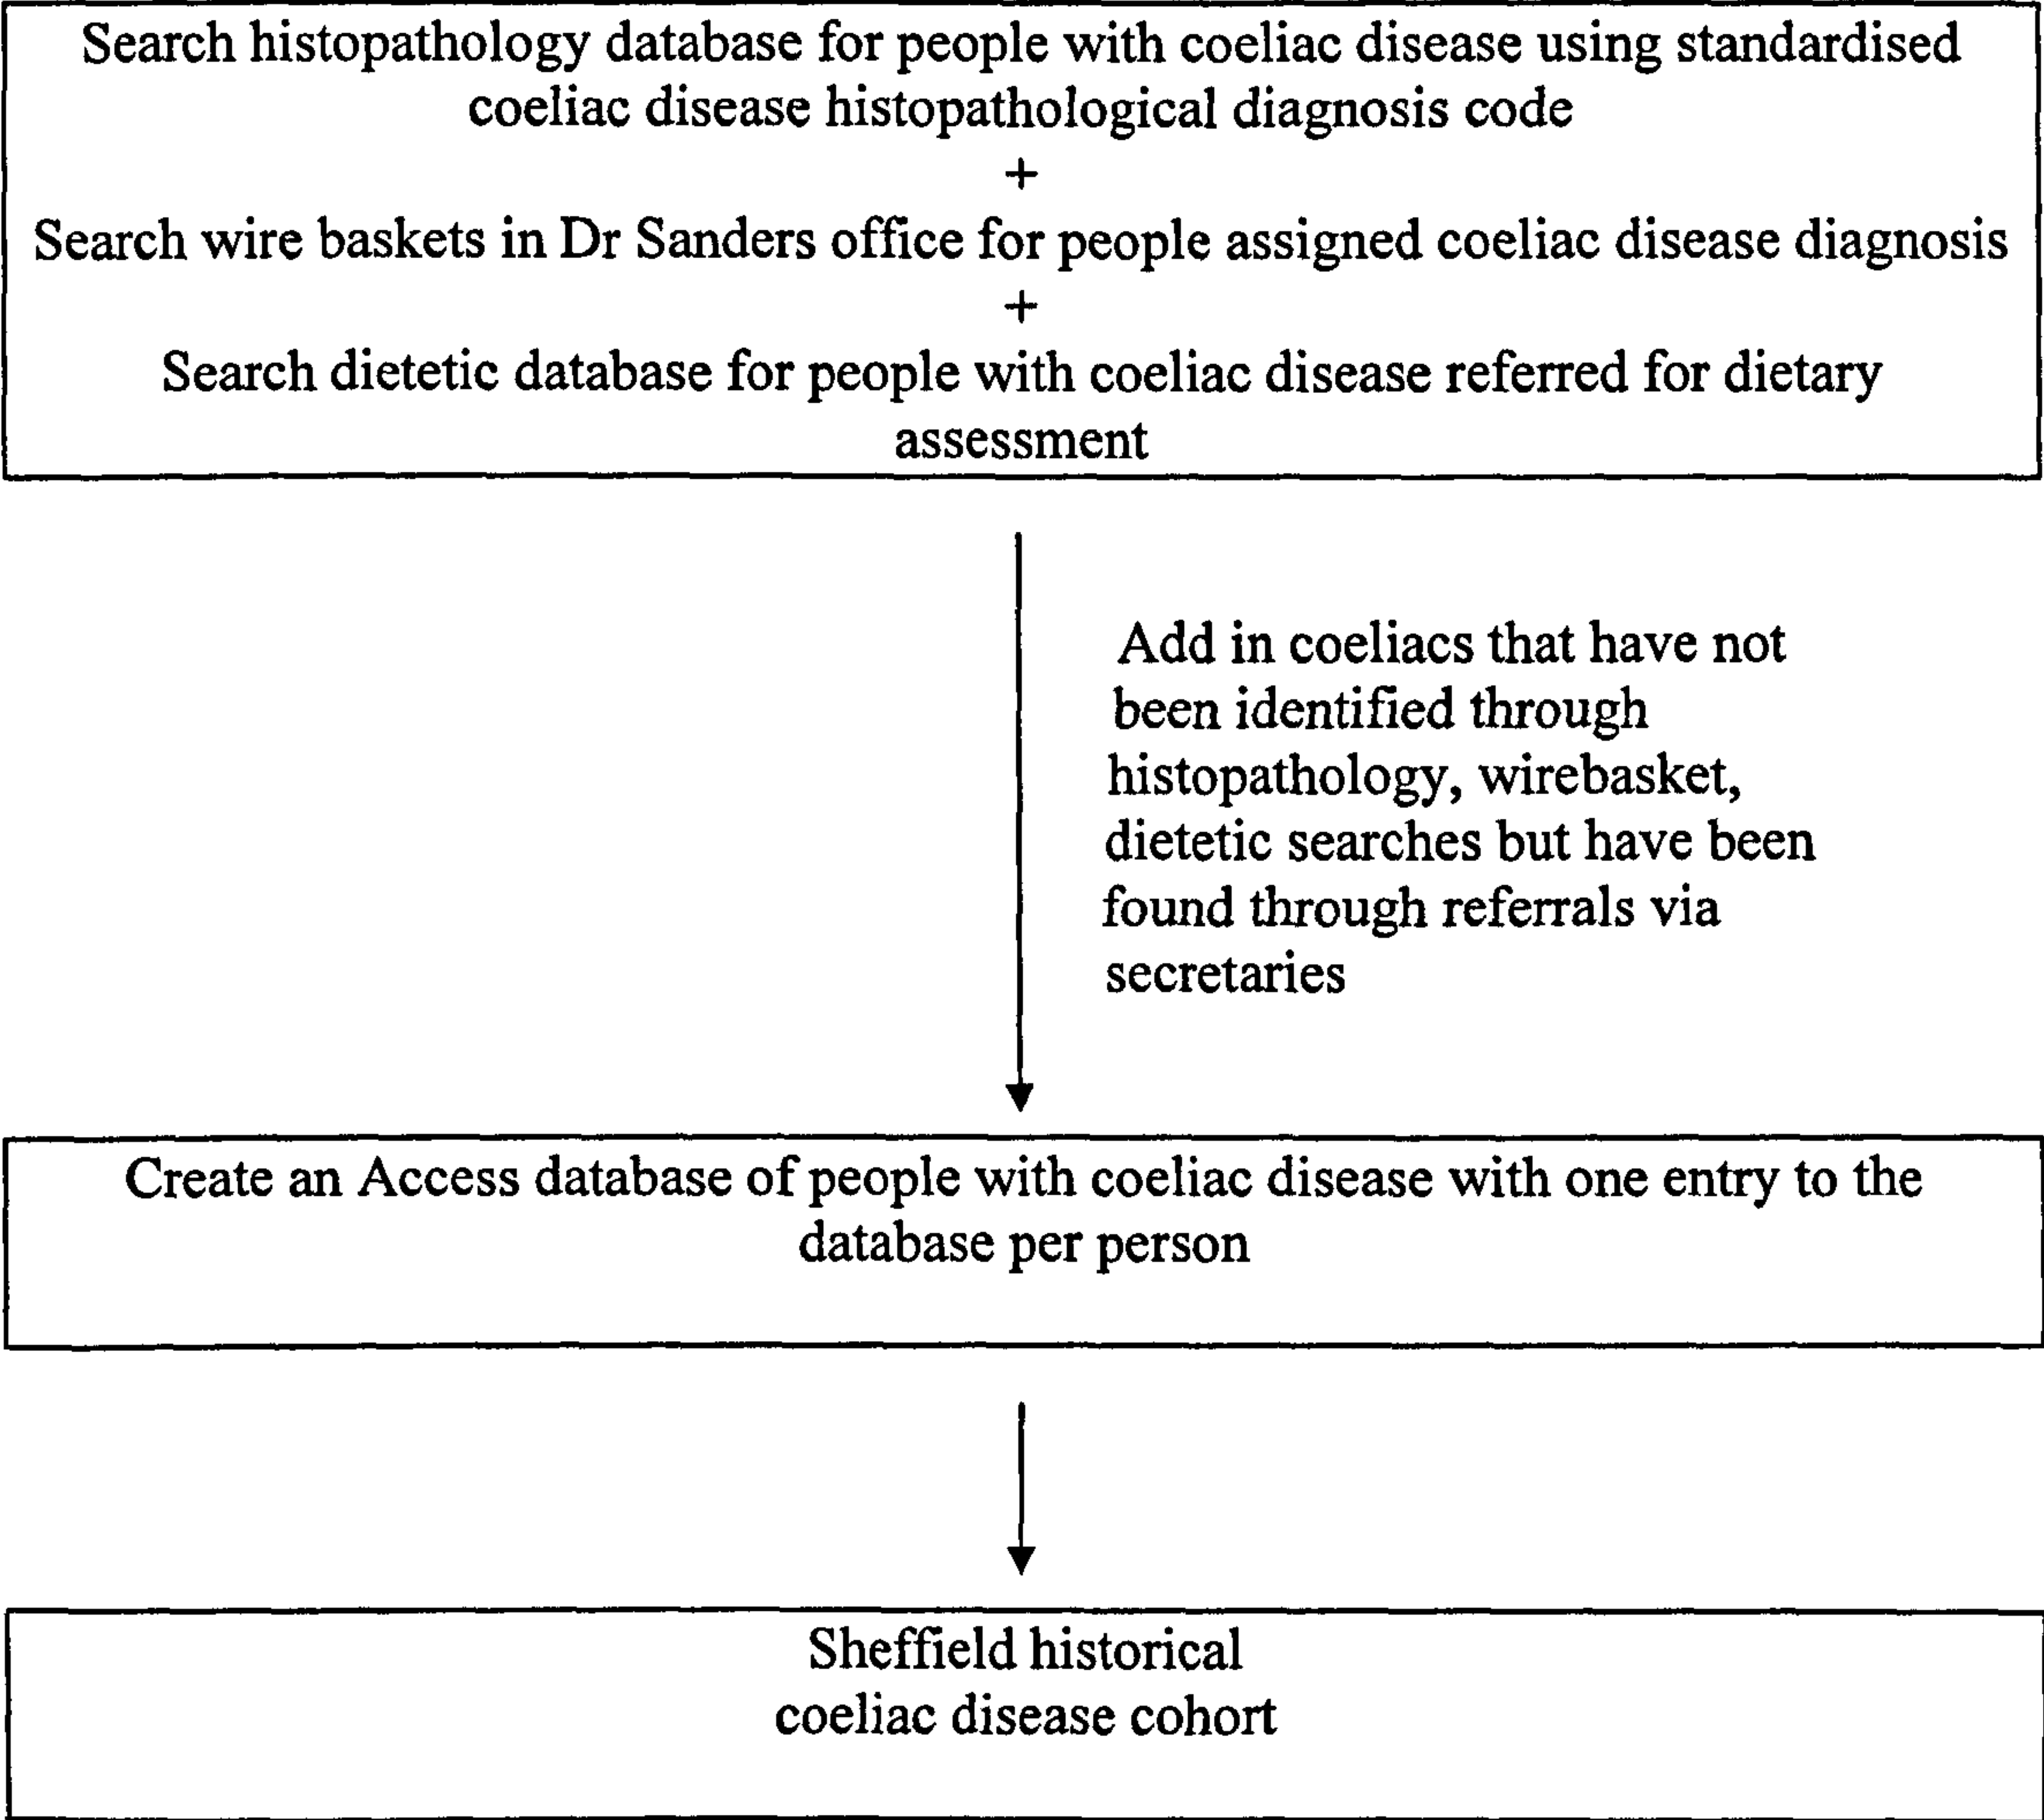 Search histopathology database for people with coeliac disease using standardised
coeliac disease histopathological diagnosis code
+
Search wire baskets in Dr Sanders office for people assigned coeliac disease diagnosis
+
Search dietetic database for people with coeliac disease referred for dietary
assessment
Add in coeliacs that have not
been identified through
histopathology, wirebasket,
dietetic searches but have been
found through referrals via
secretaries
Create an Access database of people with coeliac disease with one entry to the
database per person
Sheffield historical
coeliac disease cohort